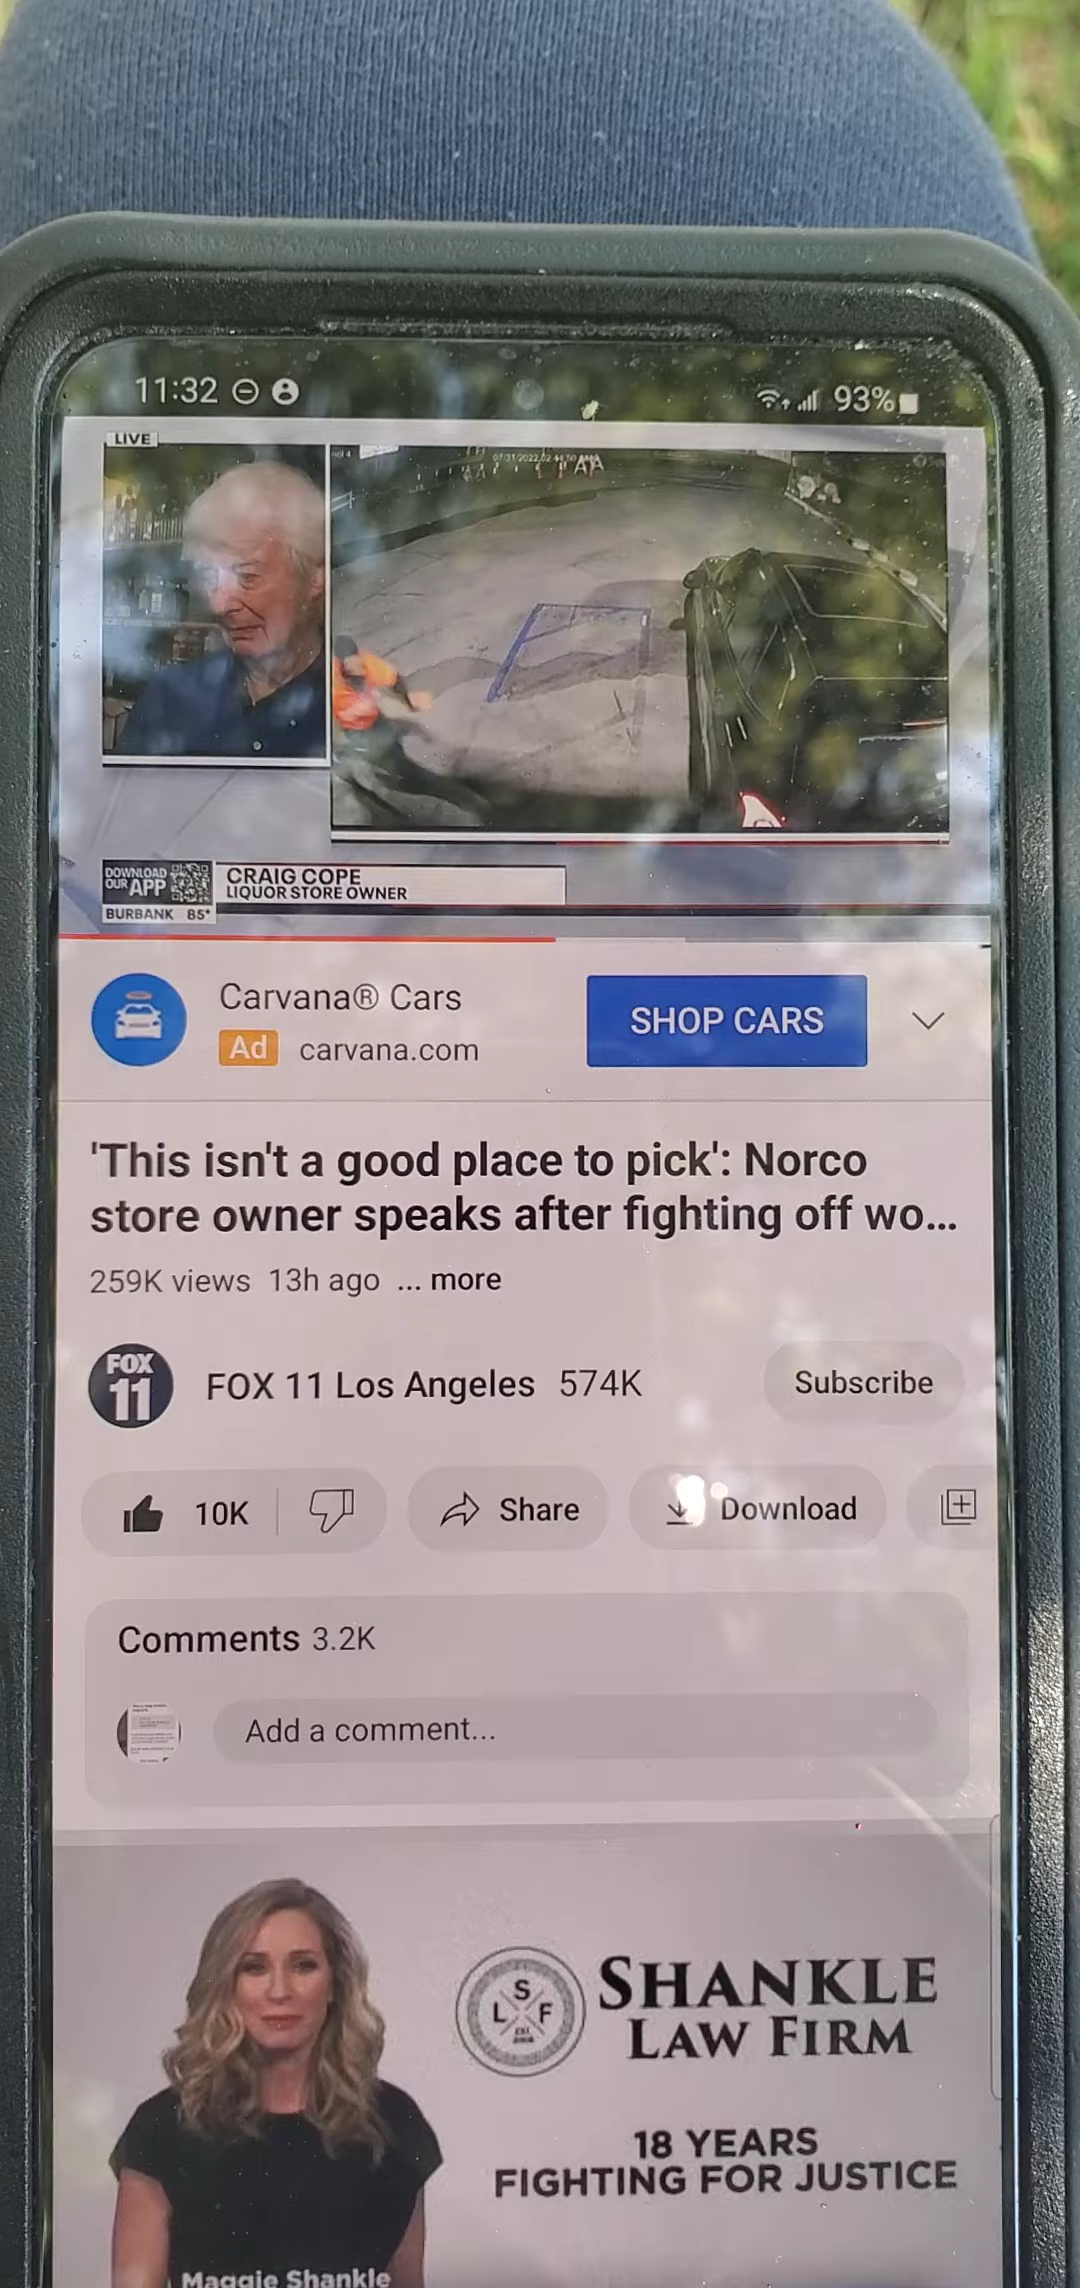 11:32
93%
LIVE
DOWNLOAD
OUR APP
CRAIG COPE
LIQUOR STORE OWNER
BURBANK 85°
Carvana® Cars
Ad carvana.com
SHOP CARS
'This isn't a good place to pick': Norco
store owner speaks after fighting off wo...
259K views 13h ago ... more
FOX
11
FOX 11 Los Angeles 574K
Subscribe
10K
Share
Download
Comments 3.2K
Add a comment...
S
L F
SHANKLE
LAW FIRM
18 YEARS
FIGHTING FOR JUSTICE
Maggie Shankle